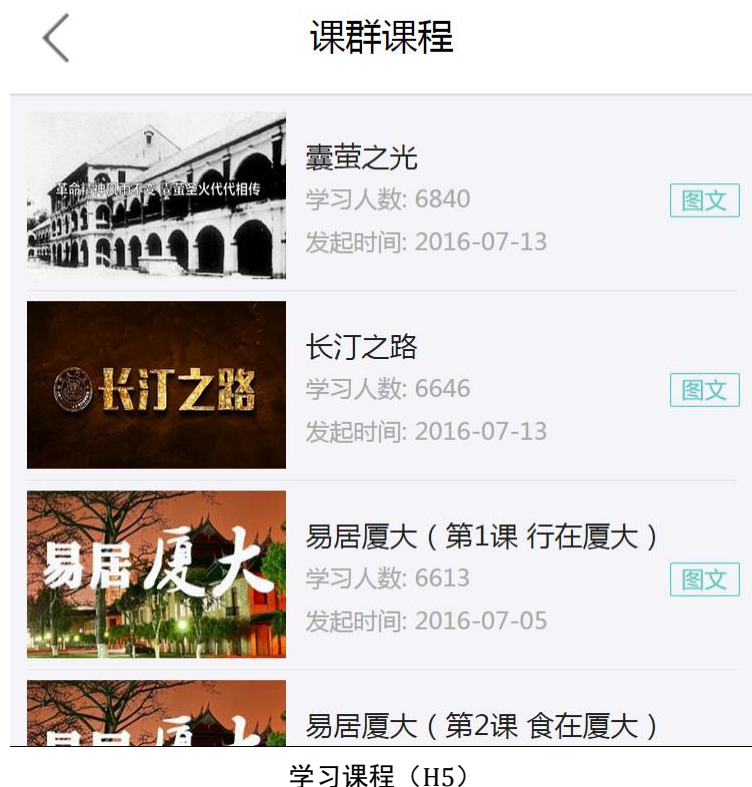 课群课程
革命精神风雨不变 囊萤圣火代代相传
囊萤之光
学习人数: 6840
图文
发起时间: 2016-07-13
长汀之路
长汀之路
学习人数: 6646
图文
发起时间: 2016-07-13
易居厦大
易居厦大（第1课 行在厦大）
学习人数: 6613
图文
发起时间: 2016-07-05
易居厦大（第2课 食在厦大）
学习课程（H5）